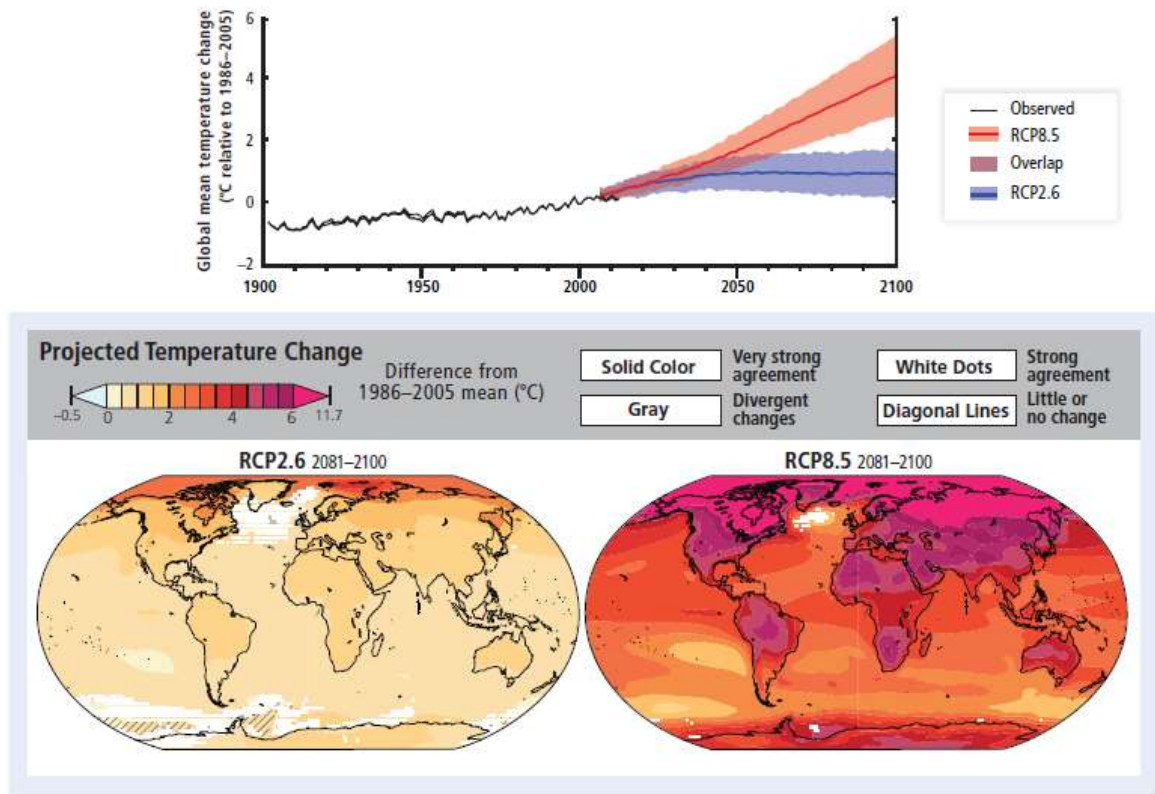 Global mean temperature change
(°C relative to 1986–2005)
6
4
2
0
–2
1900
1950
2000
2050
2100
Observed
RCP8.5
Overlap
RCP2.6
Projected Temperature Change
Difference from
1986–2005 mean (°C)
–0.5
0
2
4
6
11.7
Solid Color
Very strong
agreement
White Dots
Strong
agreement
Gray
Divergent
changes
Diagonal Lines
Little or
no change
RCP2.6 2081–2100
RCP8.5 2081–2100